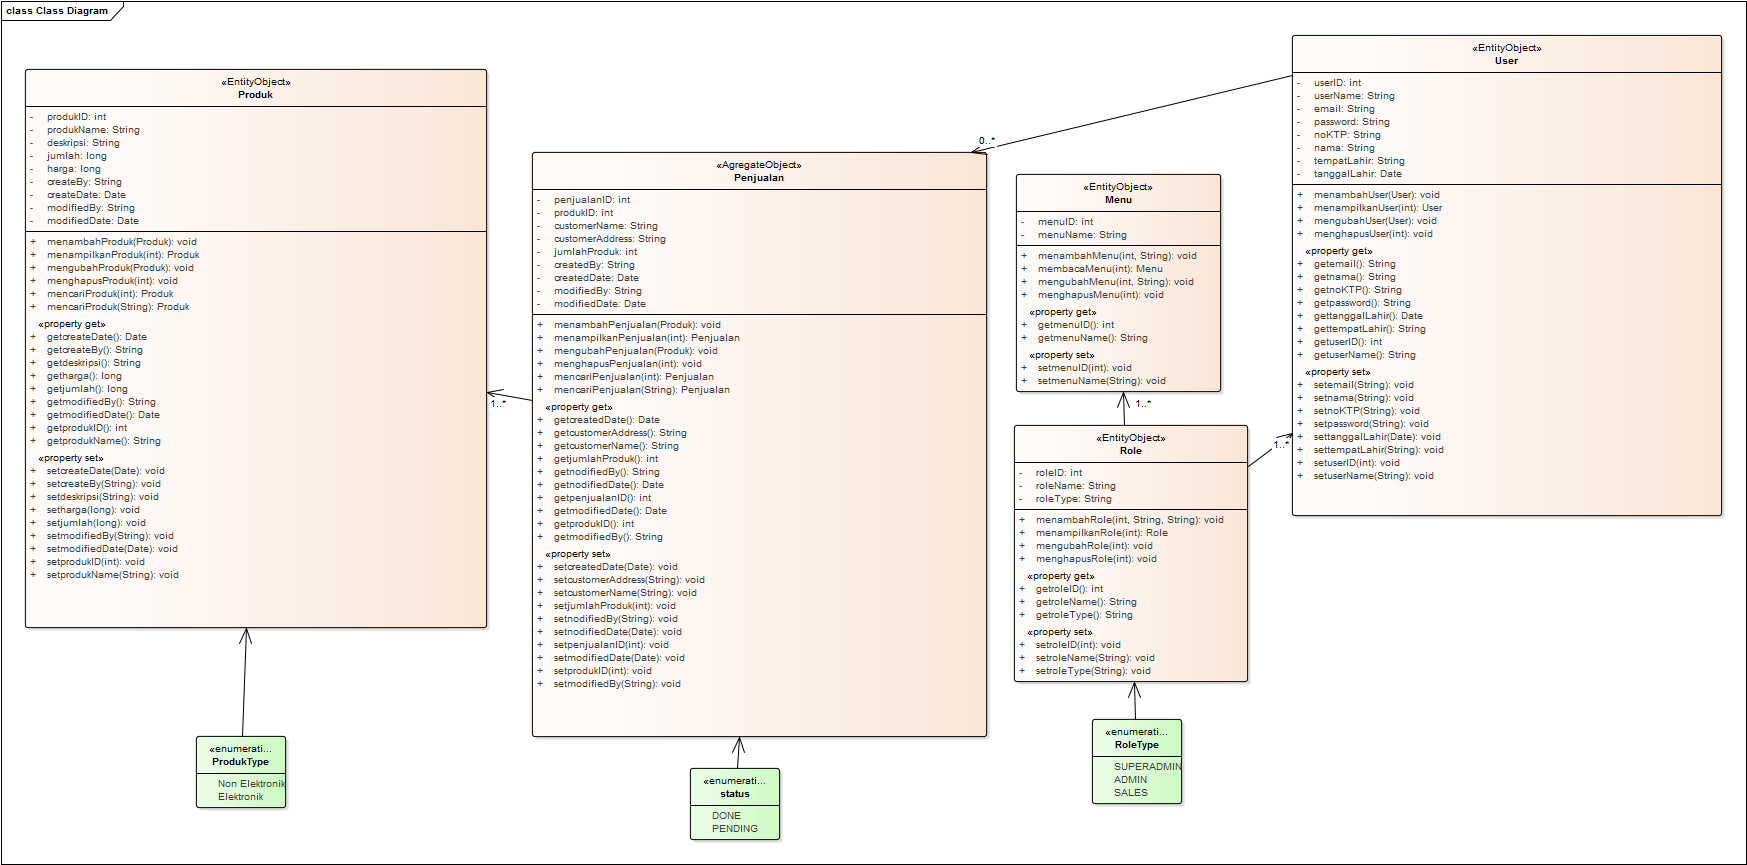 class Class Diagram
«EntityObject»
Produk
- produkID: int
- produkName: String
- deskripsi: String
- jumlah: long
- harga: long
- createBy: String
- createDate: Date
- modifiedBy: String
- modifiedDate: Date
+ menambahProduk(Produk): void
+ menampilkanProduk(int): Produk
+ mengubahProduk(Produk): void
+ menghapusProduk(int): void
+ mencariProduk(int): Produk
+ mencariProduk(String): Produk
«property get»
+ getcreateDate(): Date
+ getcreateBy(): String
+ getdeskripsi(): String
+ getharga(): long
+ getjumlah(): long
+ getmodifiedBy(): String
+ getmodifiedDate(): Date
+ getprodukID(): int
+ getprodukName(): String
«property set»
+ setcreateDate(Date): void
+ setcreateBy(String): void
+ setdeskripsi(String): void
+ setharga(long): void
+ setjumlah(long): void
+ setmodifiedBy(String): void
+ setmodifiedDate(Date): void
+ setprodukID(int): void
+ setprodukName(String): void
«enumerati...
ProdukType
Non Elektronik
Elektronik
1..*
«AgregateObject»
Penjualan
- penjualanID: int
- produkID: int
- customerName: String
- customerAddress: String
- jumlahProduk: int
- createdBy: String
- createdDate: Date
- modifiedBy: String
- modifiedDate: Date
+ menambahPenjualan(Produk): void
+ menampilkanPenjualan(int): Penjualan
+ mengubahPenjualan(Produk): void
+ menghapusPenjualan(int): void
+ mencariPenjualan(int): Penjualan
+ mencariPenjualan(String): Penjualan
«property get»
+ getcreatedDate(): Date
+ getcustomerAddress(): String
+ getcustomerName(): String
+ getjumlahProduk(): int
+ getnodifiedBy(): String
+ getnodifiedDate(): Date
+ getpenjualanID(): int
+ getmodifiedDate(): Date
+ getprodukID(): int
+ getmodifiedBy(): String
«property set»
+ setcreatedDate(Date): void
+ setcustomerAddress(String): void
+ setcustomerName(String): void
+ setjumlahProduk(int): void
+ setnodifiedBy(String): void
+ setnodifiedDate(Date): void
+ setpenjualanID(int): void
+ setmodifiedDate(Date): void
+ setprodukID(int): void
+ setmodifiedBy(String): void
«enumerati...
status
DONE
PENDING
0..*
«EntityObject»
Menu
- menuID: int
- menuName: String
+ menambahMenu(int, String): void
+ membacaMenu(int): Menu
+ mengubahMenu(int, String): void
+ menghapusMenu(int): void
«property get»
+ getmenuID(): int
+ getmenuName(): String
«property set»
+ setmenuID(int): void
+ setmenuName(String): void
1..*
«EntityObject»
Role
- roleID: int
- roleName: String
- roleType: String
+ menambahRole(int, String, String): void
+ menampilkanRole(int): Role
+ mengubahRole(int): void
+ menghapusRole(int): void
«property get»
+ getroleID(): int
+ getroleName(): String
+ getroleType(): String
«property set»
+ setroleID(int): void
+ setroleName(String): void
+ setroleType(String): void
«enumerati...
RoleType
SUPERADMIN
ADMIN
SALES
1..*
«EntityObject»
User
- userID: int
- userName: String
- email: String
- password: String
- noKTP: String
- nama: String
- tempatLahir: String
- tanggalLahir: Date
+ menambahUser(User): void
+ menampilkanUser(int): User
+ mengubahUser(User): void
+ menghapusUser(int): void
«property get»
+ getemail(): String
+ getnama(): String
+ getnoKTP(): String
+ getpassword(): String
+ gettanggalLahir(): Date
+ gettempatLahir(): String
+ getuserID(): int
+ getuserName(): String
«property set»
+ setemail(String): void
+ setnama(String): void
+ setnoKTP(String): void
+ setpassword(String): void
+ settanggalLahir(Date): void
+ settempatLahir(String): void
+ setuserID(int): void
+ setuserName(String): void